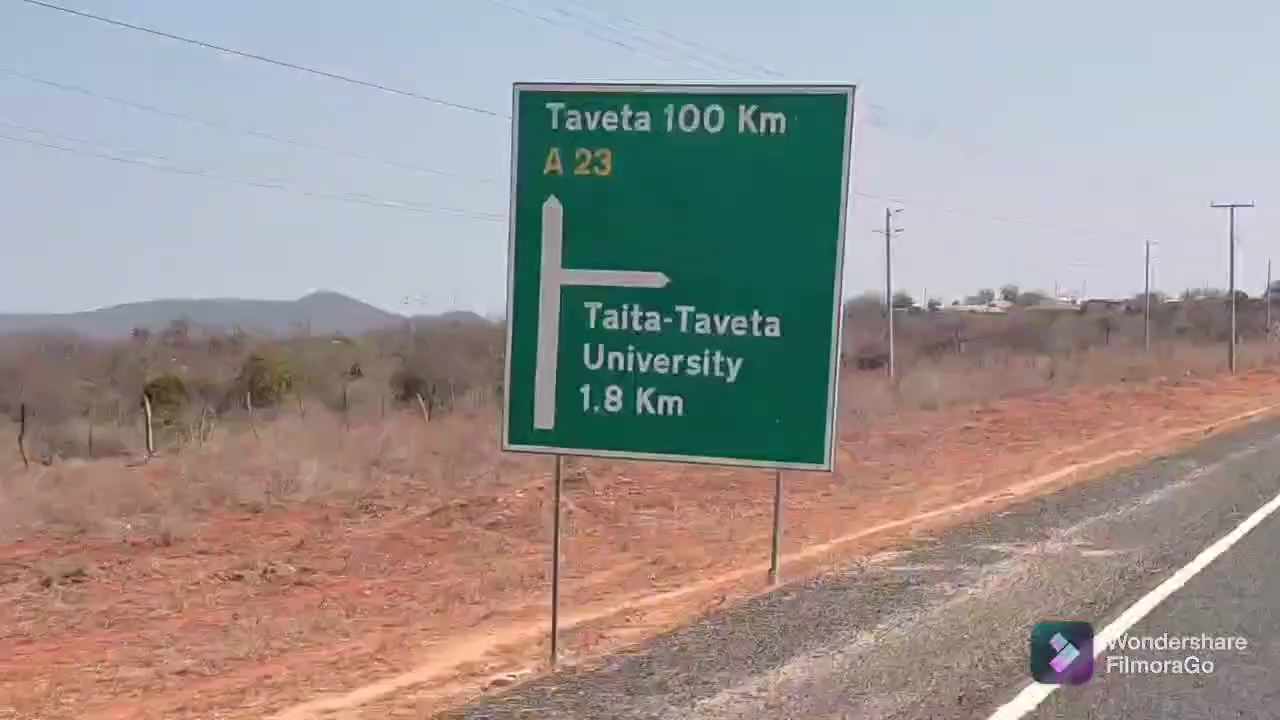 Taveta 100 Km
A 23
Taita-Taveta
University
1.8 Km
Wondershare
FilmoraGo